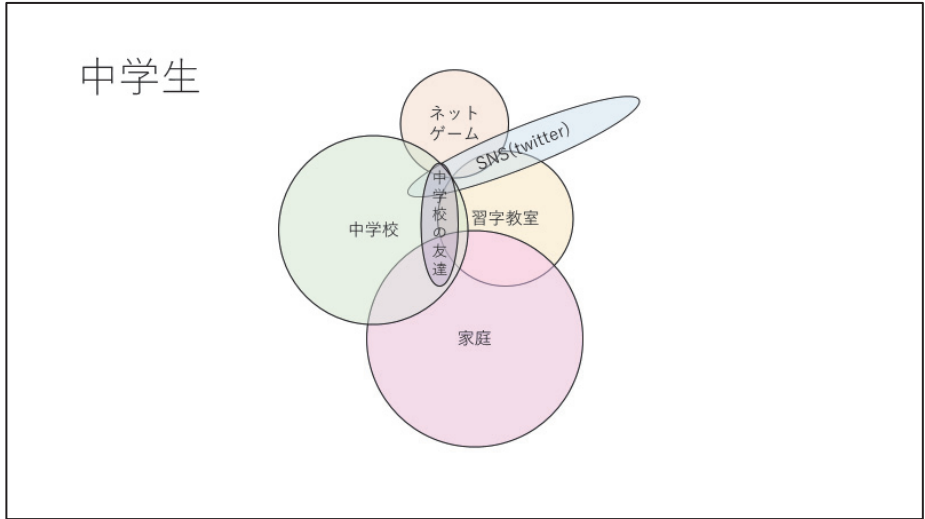 中学生
ネット
ゲーム
SNS(twitter)
中学校の友達
中学校
習字教室
家庭